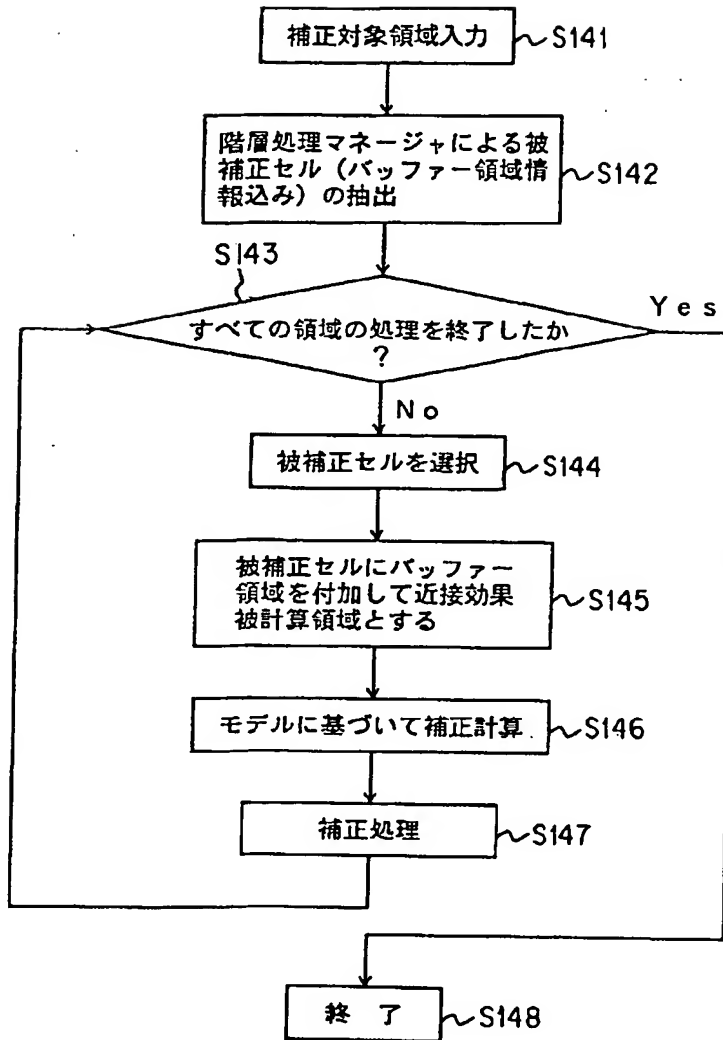 補正対象領域入力
S141
階層処理マネージャによる被
補正セル（バッファー領域情
報込み）の抽出
S142
S143
すべての領域の処理を終了したか
？
Yes
No
被補正セルを選択
S144
被補正セルにバッファー
領域を付加して近接効果
被計算領域とする
S145
モデルに基づいて補正計算
S146
補正処理
S147
終 了
S148